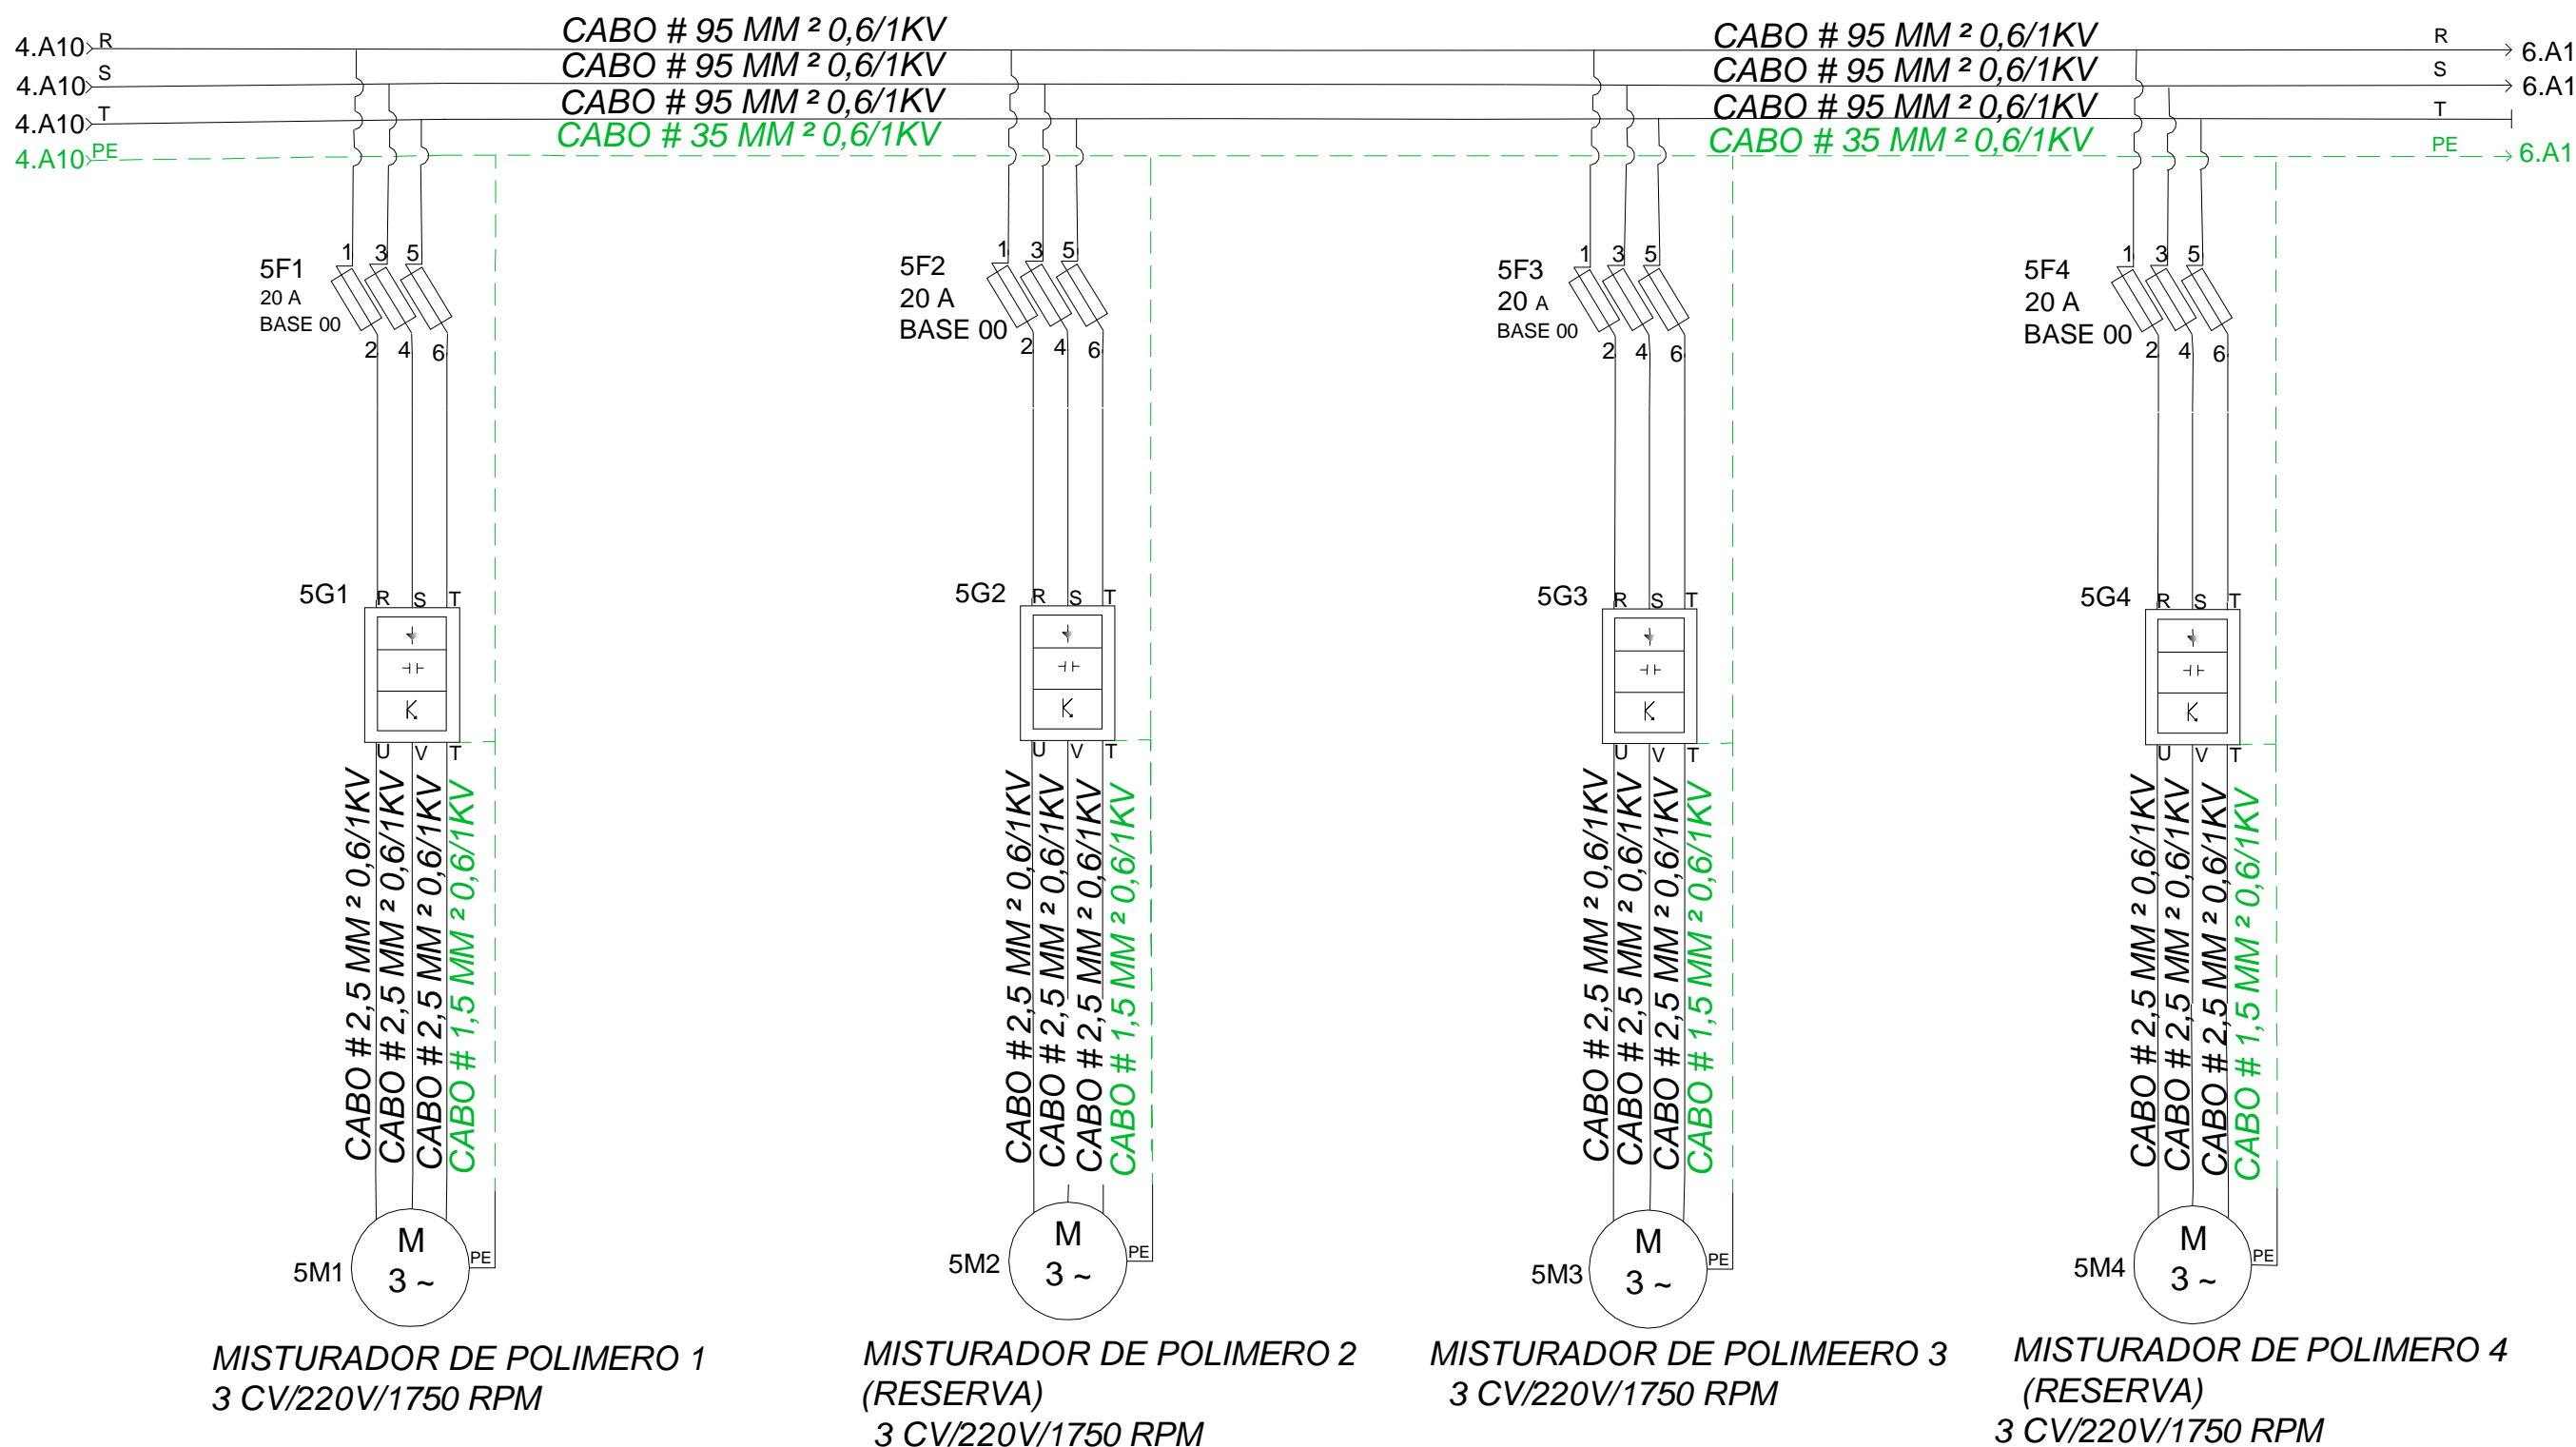 4.A10 R CABO # 95 MM ² 0,6/1KV CABO # 95 MM ² 0,6/1KV R 6.A1
4.A10 S CABO # 95 MM ² 0,6/1KV CABO # 95 MM ² 0,6/1KV S 6.A1
4.A10 T CABO # 95 MM ² 0,6/1KV CABO # 95 MM ² 0,6/1KV T
4.A10 PE CABO # 35 MM ² 0,6/1KV CABO # 35 MM ² 0,6/1KV PE 6.A1
5F1
20 A
BASE 00
1 3 5
2 4 6
5F2
20 A
BASE 00
1 3 5
2 4 6
5F3
20 A
BASE 00
1 3 5
2 4 6
5F4
20 A
BASE 00
1 3 5
2 4 6
5G1 R S T
U V T
5G2 R S T
U V T
5G3 R S T
U V T
5G4 R S T
U V T
CABO # 2,5 MM ² 0,6/1KV
CABO # 2,5 MM ² 0,6/1KV
CABO # 2,5 MM ² 0,6/1KV
CABO # 1,5 MM ² 0,6/1KV
CABO # 2,5 MM ² 0,6/1KV
CABO # 2,5 MM ² 0,6/1KV
CABO # 2,5 MM ² 0,6/1KV
CABO # 1,5 MM ² 0,6/1KV
CABO # 2,5 MM ² 0,6/1KV
CABO # 2,5 MM ² 0,6/1KV
CABO # 2,5 MM ² 0,6/1KV
CABO # 1,5 MM ² 0,6/1KV
CABO # 2,5 MM ² 0,6/1KV
CABO # 2,5 MM ² 0,6/1KV
CABO # 2,5 MM ² 0,6/1KV
CABO # 1,5 MM ² 0,6/1KV
5M1
M
3 ~
PE
5M2
M
3 ~
PE
5M3
M
3 ~
PE
5M4
M
3 ~
PE
MISTURADOR DE POLIMERO 1
3 CV/220V/1750 RPM
MISTURADOR DE POLIMERO 2
(RESERVA)
3 CV/220V/1750 RPM
MISTURADOR DE POLIMEERO 3
3 CV/220V/1750 RPM
MISTURADOR DE POLIMERO 4
(RESERVA)
3 CV/220V/1750 RPM